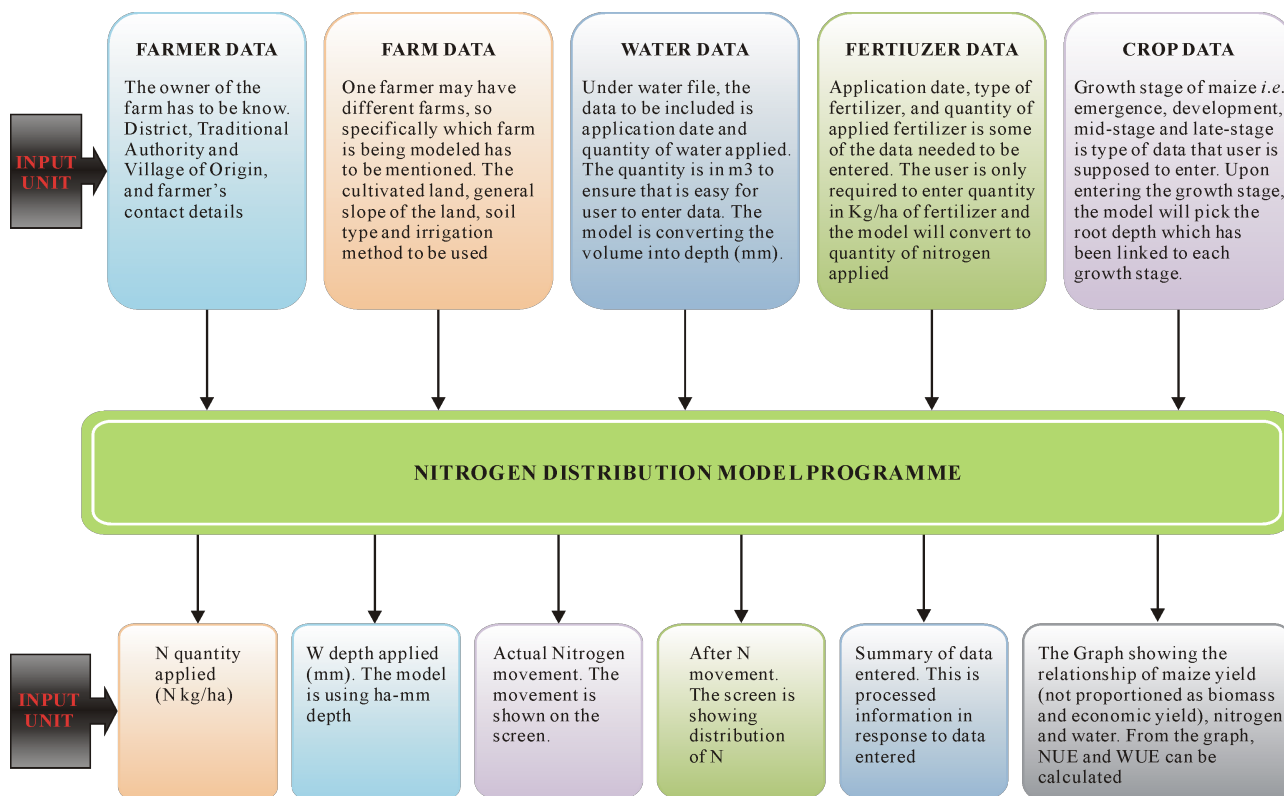 INPUT
UNIT
FARMER DATA
The owner of the
farm has to be know.
District, Traditional
Authority and
Village of Origin,
and farmer's
contact details
FARM DATA
One farmer may have
different farms, so
specifically which farm
is being modeled has
to be mentioned. The
cultivated land, general
slope of the land, soil
type and irrigation
method to be used
WATER DATA
Under water file, the
data to be included is
application date and
quantity of water applied.
The quantity is in m3 to
ensure that is easy for
user to enter data. The
model is converting the
volume into depth (mm).
FERTIUZER DATA
Application date, type of
fertilizer, and quantity of
applied fertilizer is some
of the data needed to be
entered. The user is only
required to enter quantity
in Kg/ha of fertilizer and
the model will convert to
quantity of nitrogen
applied
CROP DATA
Growth stage of maize i.e.
emergence, development,
mid-stage and late-stage
is type of data that user is
supposed to enter. Upon
entering the growth stage,
the model will pick the
root depth which has
been linked to each
growth stage.
NITROGEN DISTRIBUTION MODEL PROGRAMME
INPUT
UNIT
N quantity
applied
(N kg/ha)
W depth applied
(mm). The model
is using ha-mm
depth
Actual Nitrogen
movement. The
movement is
shown on the
screen.
After N
movement.
The screen is
showing
distribution
of N
Summary of data
entered. This is
processed
information in
response to data
entered
The Graph showing the
relationship of maize yield
(not proportioned as biomass
and economic yield), nitrogen
and water. From the graph,
NUE and WUE can be
calculated